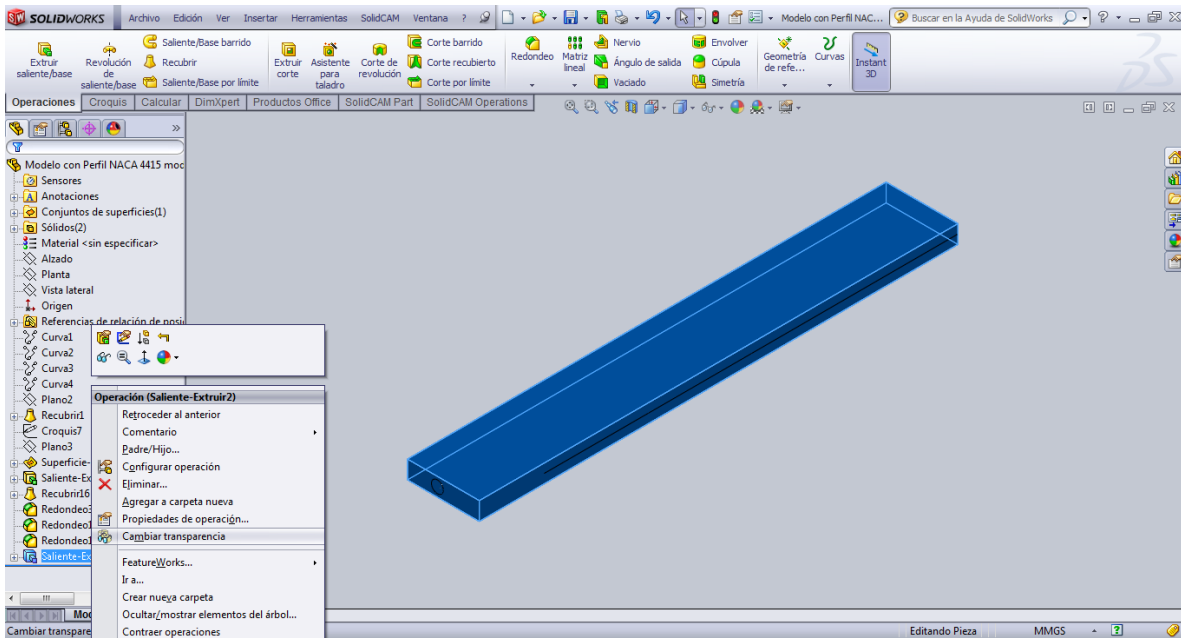 SOLIDWORKS Archivo Edición Ver Insertar Herramientas SolidCAM Ventana ? Modelo con Perfil NAC... Buscar en la Ayuda de SolidWorks ?
Extruir saliente/base
Revolución de saliente/base
Saliente/Base barrido
Recubrir
Saliente/Base por límite
Extruir corte
Asistente para taladro
Corte de revolución
Corte barrido
Corte recubierto
Corte por límite
Redondeo
Matriz lineal
Nervio
Ángulo de salida
Vaciado
Envolver
Cúpula
Simetría
Geometría de refe...
Curvas
Instant 3D
Operaciones Croquis Calcular DimXpert Productos Office SolidCAM Part SolidCAM Operations
Modelo con Perfil NACA 4415 mod
Sensores
Anotaciones
Conjuntos de superficies(1)
Sólidos(2)
Material <sin especificar>
Alzado
Planta
Vista lateral
Origen
Referencias de relación de posi
Curva1
Curva2
Curva3
Curva4
Plano2
Recubrir1
Croquis7
Plano3
Superficie-
Saliente-Ex
Recubrir16
Redondeo3
Redondeo1
Redondeo1
Saliente-Ex
Operación (Saliente-Extruir2)
Retroceder al anterior
Comentario
Padre/Hijo...
Configurar operación
Eliminar...
Agregar a carpeta nueva
Propiedades de operación...
Cambiar transparencia
FeatureWorks...
Ir a...
Crear nueva carpeta
Ocultar/mostrar elementos del árbol...
Contraer operaciones
Mod
Cambiar transpare
Editando Pieza MMGS ?